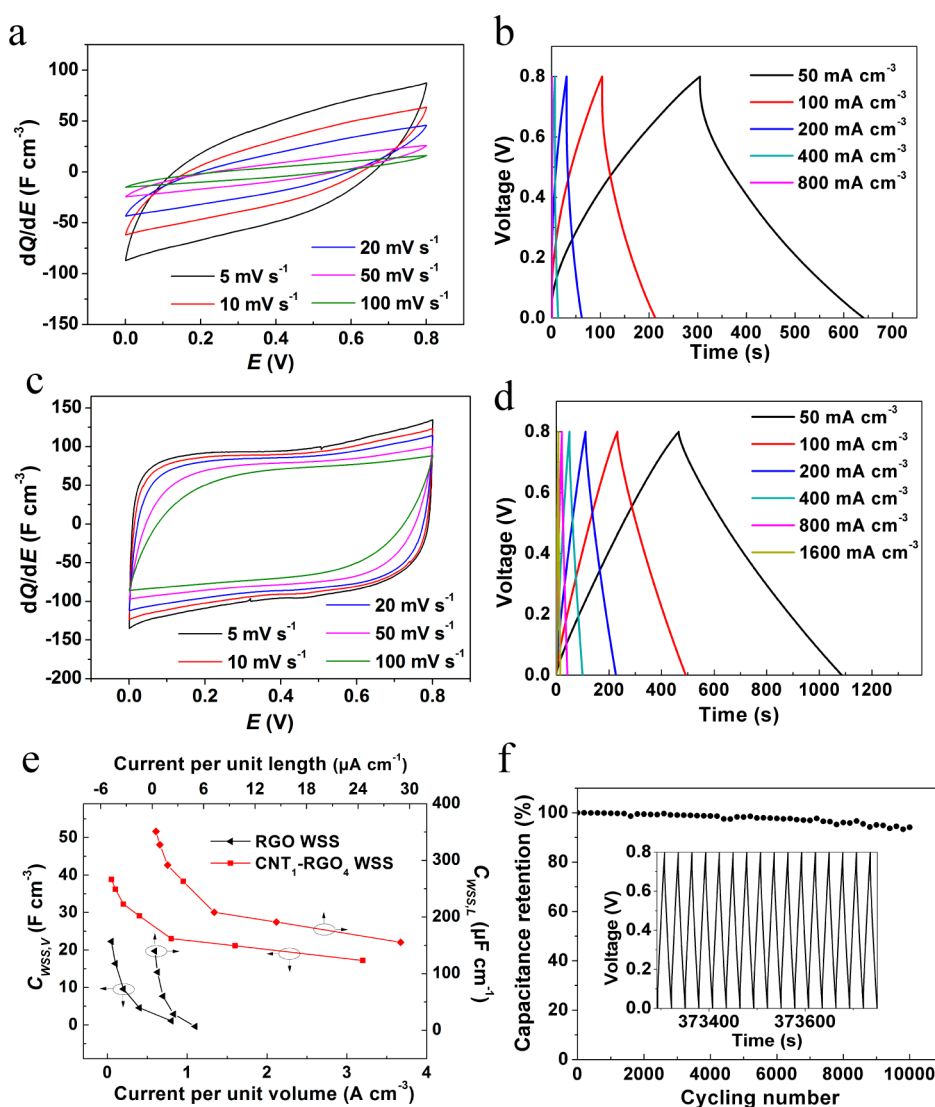 a
100
50
0
-50
-100
-150
dQ/dE (F cm⁻³)
5 mV s⁻¹
10 mV s⁻¹
20 mV s⁻¹
50 mV s⁻¹
100 mV s⁻¹
0.0 0.2 0.4 0.6 0.8
E (V)
b
0.8
0.6
0.4
0.2
0.0
Voltage (V)
50 mA cm⁻³
100 mA cm⁻³
200 mA cm⁻³
400 mA cm⁻³
800 mA cm⁻³
0 100 200 300 400 500 600 700
Time (s)
c
150
100
50
0
-50
-100
-150
-200
dQ/dE (F cm⁻³)
5 mV s⁻¹
10 mV s⁻¹
20 mV s⁻¹
50 mV s⁻¹
100 mV s⁻¹
0.0 0.2 0.4 0.6 0.8
E (V)
d
0.8
0.6
0.4
0.2
0.0
Voltage (V)
50 mA cm⁻³
100 mA cm⁻³
200 mA cm⁻³
400 mA cm⁻³
800 mA cm⁻³
1600 mA cm⁻³
0 200 400 600 800 1000 1200
Time (s)
e
Current per unit length (μA cm⁻¹)
-6 0 6 12 18 24 30
50
40
30
20
10
0
C_WSS,V (F cm⁻³)
RGO WSS
CNT₁-RGO₄ WSS
400
300
200
100
0
C_WSS,L (μF cm⁻¹)
0 1 2 3 4
Current per unit volume (A cm⁻³)
f
100
80
60
40
20
0
Capacitance retention (%)
0.8
0.6
0.4
0.2
0.0
Voltage (V)
373400 373600
Time (s)
0 2000 4000 6000 8000 10000
Cycling number